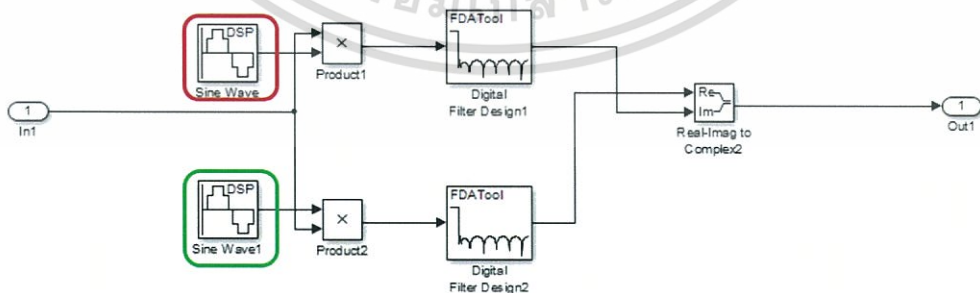 DSP
Sine Wave
×
Product1
FDATool
Digital
Filter Design1
1
In1
Re
Im
Real-Imag to
Complex2
1
Out1
DSP
Sine Wave1
×
Product2
FDATool
Digital
Filter Design2